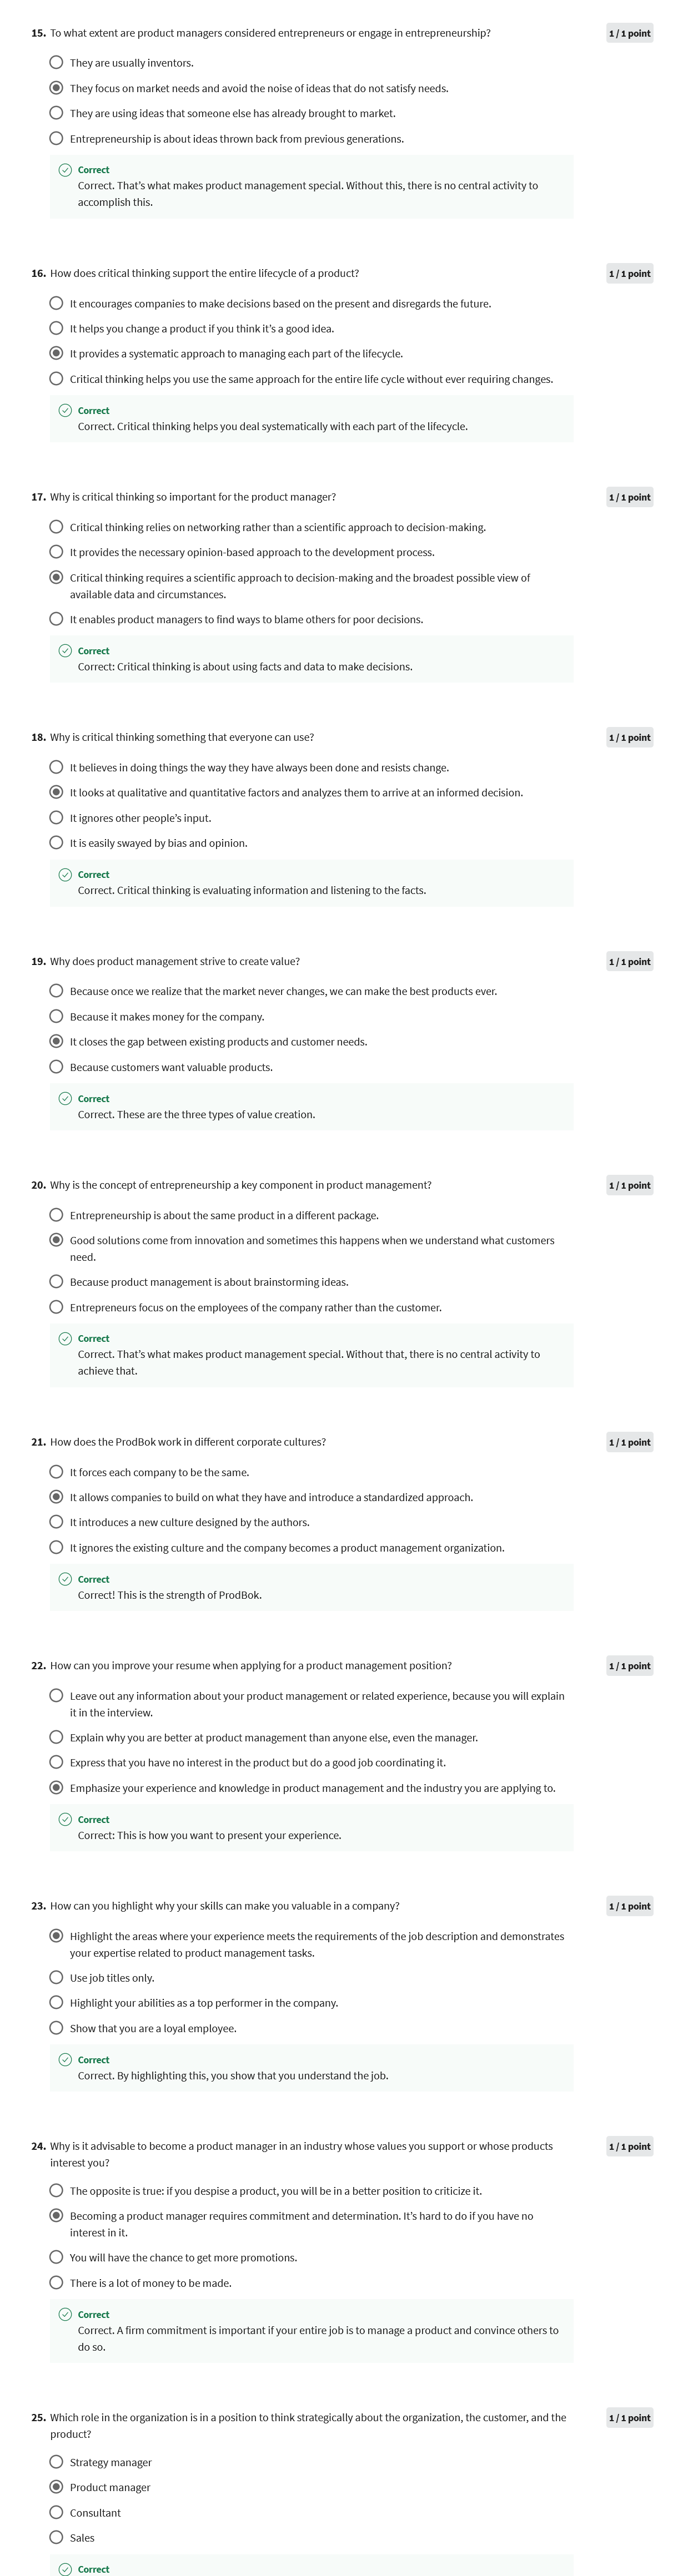 15. To what extent are product managers considered entrepreneurs or engage in entrepreneurship? 1 / 1 point
They are usually inventors.
They focus on market needs and avoid the noise of ideas that do not satisfy needs.
They are using ideas that someone else has already brought to market.
Entrepreneurship is about ideas thrown back from previous generations.
Correct
Correct. That's what makes product management special. Without this, there is no central activity to
accomplish this.
16. How does critical thinking support the entire lifecycle of a product? 1 / 1 point
It encourages companies to make decisions based on the present and disregards the future.
It helps you change a product if you think it's a good idea.
It provides a systematic approach to managing each part of the lifecycle.
Critical thinking helps you use the same approach for the entire life cycle without ever requiring changes.
Correct
Correct. Critical thinking helps you deal systematically with each part of the lifecycle.
17. Why is critical thinking so important for the product manager? 1 / 1 point
Critical thinking relies on networking rather than a scientific approach to decision-making.
It provides the necessary opinion-based approach to the development process.
Critical thinking requires a scientific approach to decision-making and the broadest possible view of
available data and circumstances.
It enables product managers to find ways to blame others for poor decisions.
Correct
Correct: Critical thinking is about using facts and data to make decisions.
18. Why is critical thinking something that everyone can use? 1 / 1 point
It believes in doing things the way they have always been done and resists change.
It looks at qualitative and quantitative factors and analyzes them to arrive at an informed decision.
It ignores other people's input.
It is easily swayed by bias and opinion.
Correct
Correct. Critical thinking is evaluating information and listening to the facts.
19. Why does product management strive to create value? 1 / 1 point
Because once we realize that the market never changes, we can make the best products ever.
Because it makes money for the company.
It closes the gap between existing products and customer needs.
Because customers want valuable products.
Correct
Correct. These are the three types of value creation.
20. Why is the concept of entrepreneurship a key component in product management? 1 / 1 point
Entrepreneurship is about the same product in a different package.
Good solutions come from innovation and sometimes this happens when we understand what customers
need.
Because product management is about brainstorming ideas.
Entrepreneurs focus on the employees of the company rather than the customer.
Correct
Correct. That's what makes product management special. Without that, there is no central activity to
achieve that.
21. How does the ProdBok work in different corporate cultures? 1 / 1 point
It forces each company to be the same.
It allows companies to build on what they have and introduce a standardized approach.
It introduces a new culture designed by the authors.
It ignores the existing culture and the company becomes a product management organization.
Correct
Correct! This is the strength of ProdBok.
22. How can you improve your resume when applying for a product management position? 1 / 1 point
Leave out any information about your product management or related experience, because you will explain
it in the interview.
Explain why you are better at product management than anyone else, even the manager.
Express that you have no interest in the product but do a good job coordinating it.
Emphasize your experience and knowledge in product management and the industry you are applying to.
Correct
Correct: This is how you want to present your experience.
23. How can you highlight why your skills can make you valuable in a company? 1 / 1 point
Highlight the areas where your experience meets the requirements of the job description and demonstrates
your expertise related to product management tasks.
Use job titles only.
Highlight your abilities as a top performer in the company.
Show that you are a loyal employee.
Correct
Correct. By highlighting this, you show that you understand the job.
24. Why is it advisable to become a product manager in an industry whose values you support or whose products 1 / 1 point
interest you?
The opposite is true: if you despise a product, you will be in a better position to criticize it.
Becoming a product manager requires commitment and determination. It's hard to do if you have no
interest in it.
You will have the chance to get more promotions.
There is a lot of money to be made.
Correct
Correct. A firm commitment is important if your entire job is to manage a product and convince others to
do so.
25. Which role in the organization is in a position to think strategically about the organization, the customer, and the 1 / 1 point
product?
Strategy manager
Product manager
Consultant
Sales
Correct